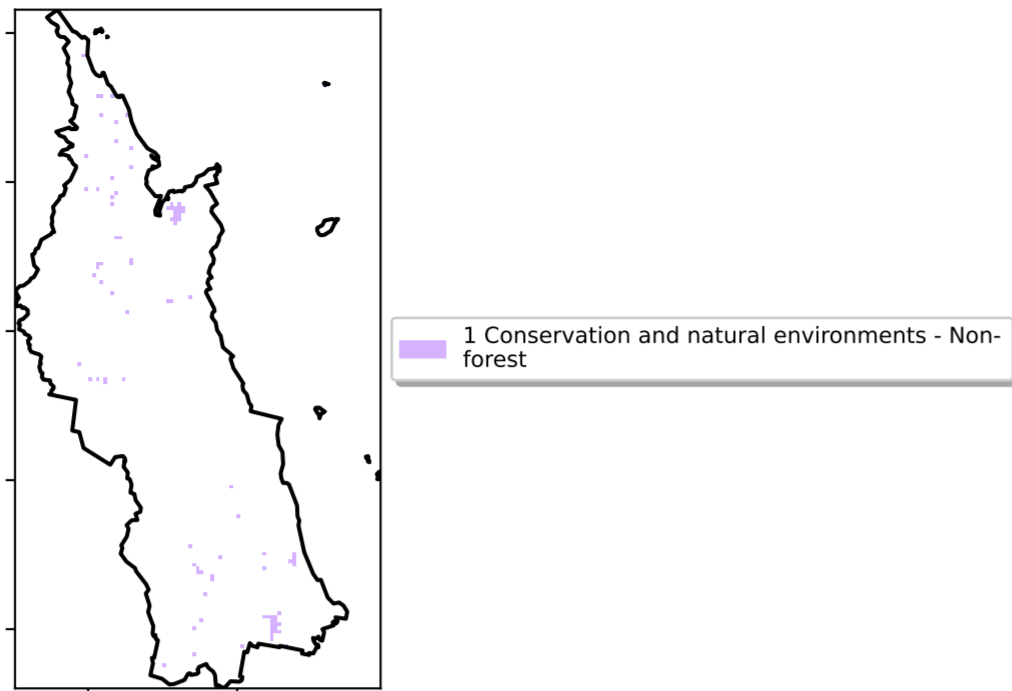 1 Conservation and natural environments - Non-
forest